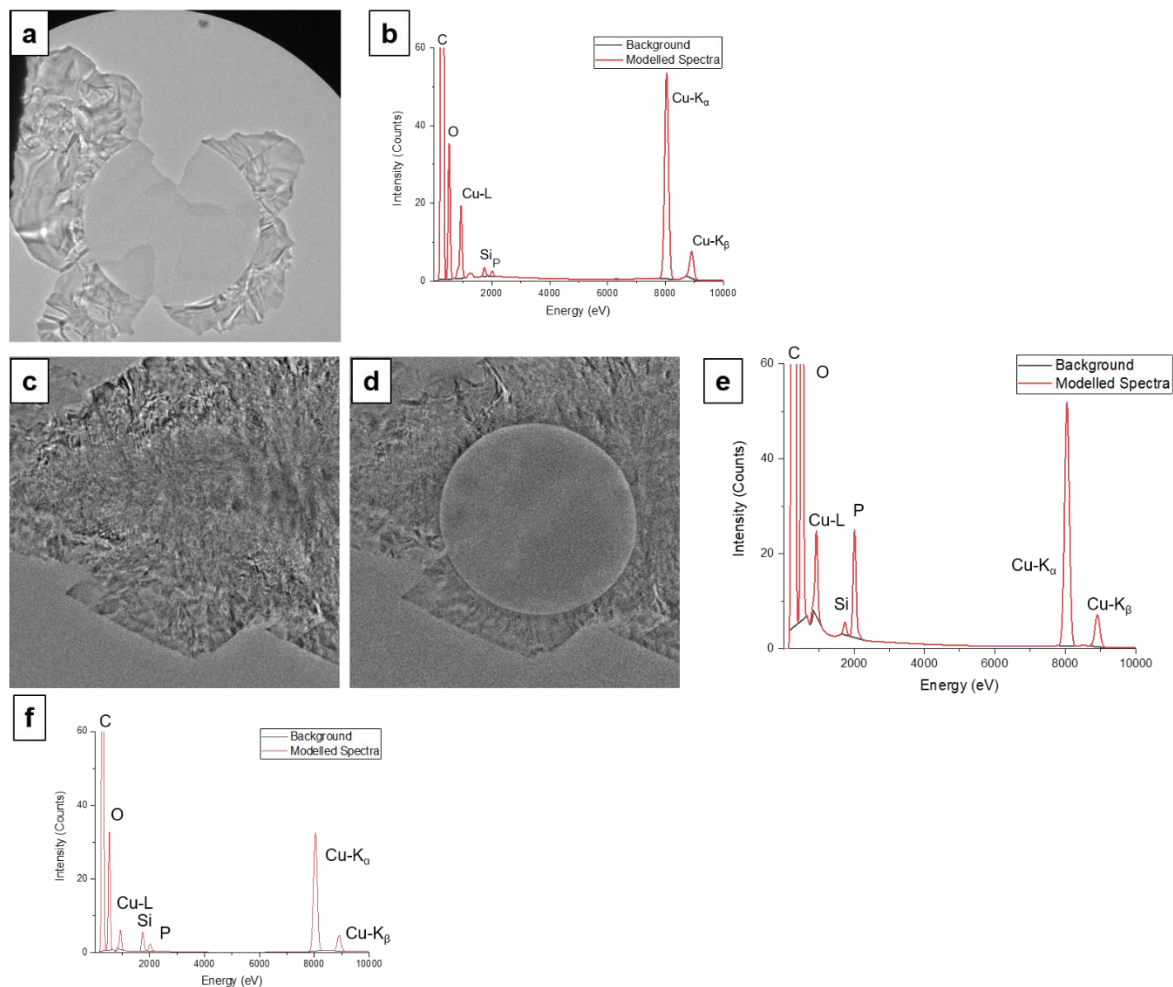 a
b
60
40
20
0
Intensity (Counts)
C
O
Cu-L
Si
P
Cu-Kα
Cu-Kβ
Background
Modelled Spectra
2000
4000
6000
8000
10000
Energy (eV)
c
d
e
60
40
20
0
Intensity (Counts)
C
O
Cu-L
Si
P
Cu-Kα
Cu-Kβ
Background
Modelled Spectra
0
2000
4000
6000
8000
10000
Energy (eV)
f
60
40
20
0
Intensity (Counts)
C
O
Cu-L
Si
P
Cu-Kα
Cu-Kβ
Background
Modelled Spectra
2000
4000
6000
8000
10000
Energy (eV)